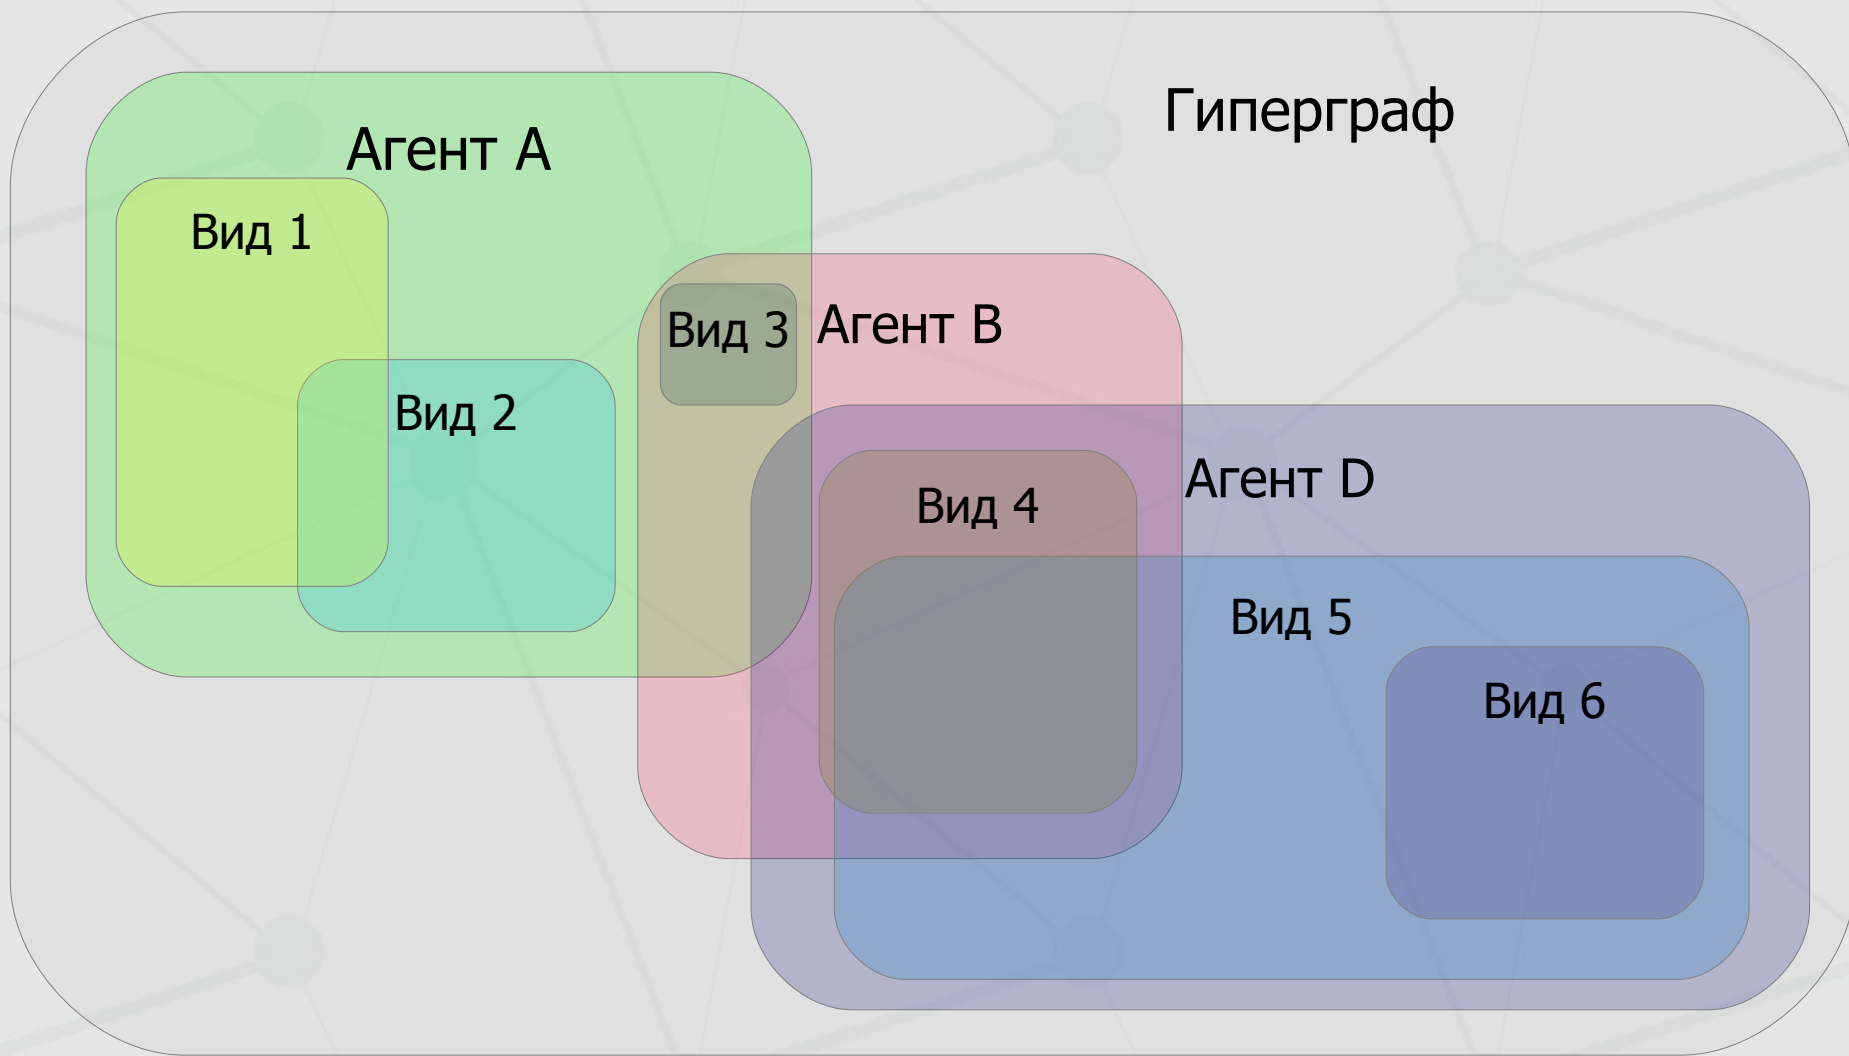 Гиперграф
Агент A
Вид 1
Вид 3
Агент B
Вид 2
Агент D
Вид 4
Вид 5
Вид 6